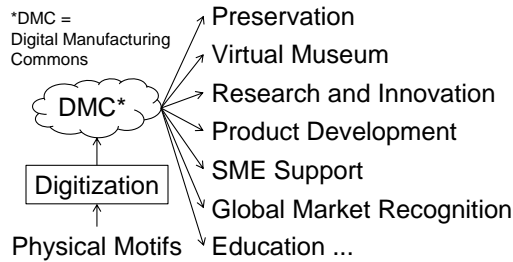 *DMC =
Digital Manufacturing
Commons
DMC*
Digitization
Physical Motifs
Preservation
Virtual Museum
Research and Innovation
Product Development
SME Support
Global Market Recognition
Education ...